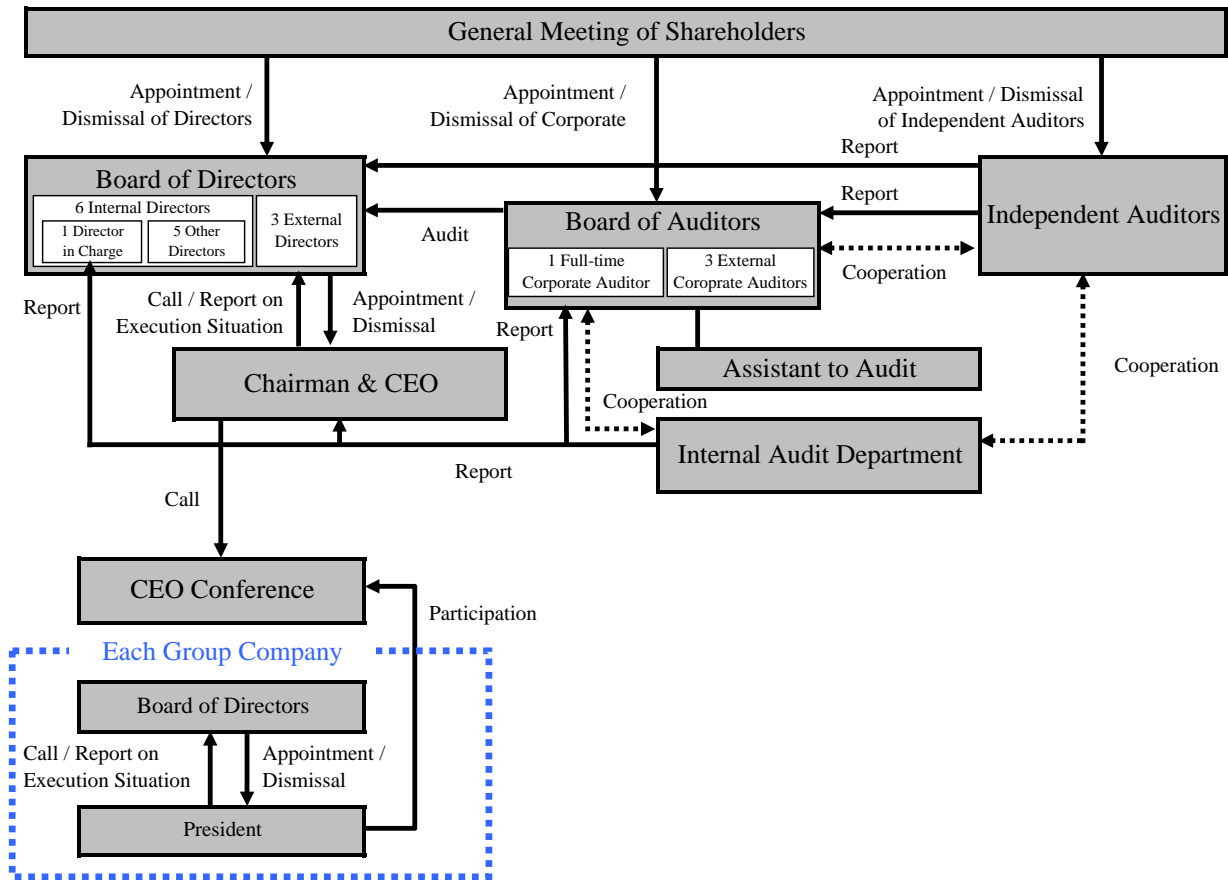 General Meeting of Shareholders
Appointment /
Dismissal of Directors
Appointment /
Dismissal of Corporate
Appointment / Dismissal
of Independent Auditors
Report
Board of Directors
6 Internal Directors
1 Director
in Charge
5 Other
Directors
3 External
Directors
Audit
Board of Auditors
1 Full-time
Corporate Auditor
3 External
Coroprate Auditors
Report
Independent Auditors
Cooperation
Report
Call / Report on
Execution Situation
Appointment /
Dismissal
Report
Chairman & CEO
Assistant to Audit
Cooperation
Cooperation
Internal Audit Department
Report
Call
CEO Conference
Participation
Each Group Company
Board of Directors
Call / Report on
Execution Situation
Appointment /
Dismissal
President